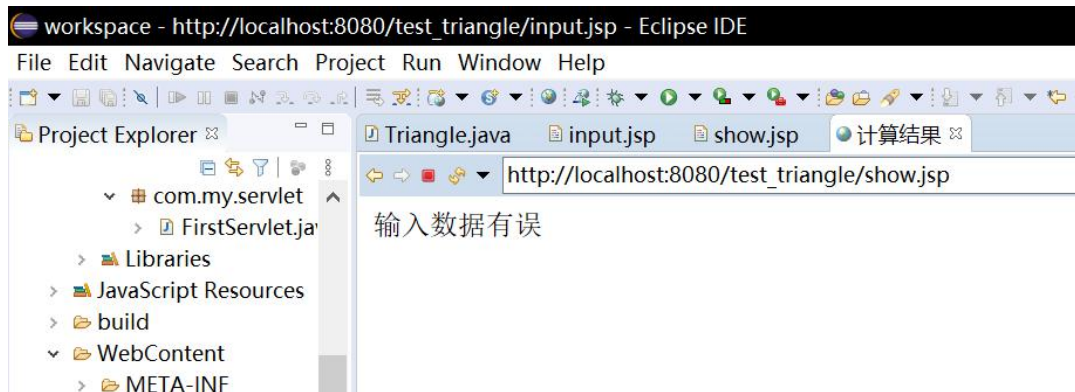 workspace - http://localhost:8080/test_triangle/input.jsp - Eclipse IDE
File Edit Navigate Search Project Run Window Help
Project Explorer
Triangle.java input.jsp show.jsp 计算结果
http://localhost:8080/test_triangle/show.jsp
com.my.servlet
FirstServlet.ja
Libraries
JavaScript Resources
build
WebContent
META-INF
输入数据有误